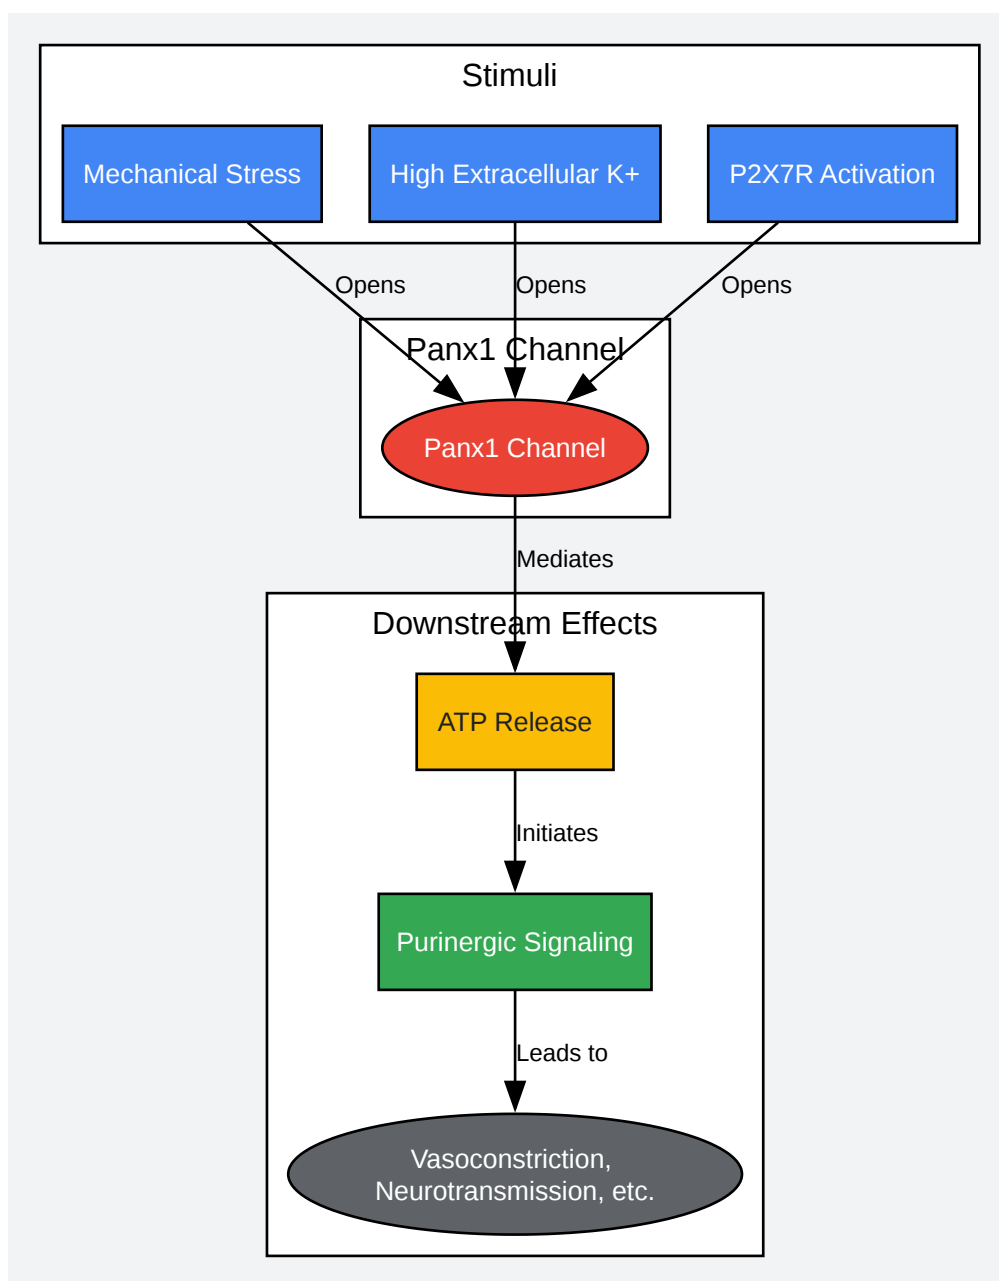 Stimuli
Mechanical Stress
High Extracellular K+
P2X7R Activation
Opens
Opens
Opens
Panx1 Channel
Panx1 Channel
Mediates
Downstream Effects
ATP Release
Initiates
Purinergic Signaling
Leads to
Vasoconstriction,
Neurotransmission, etc.